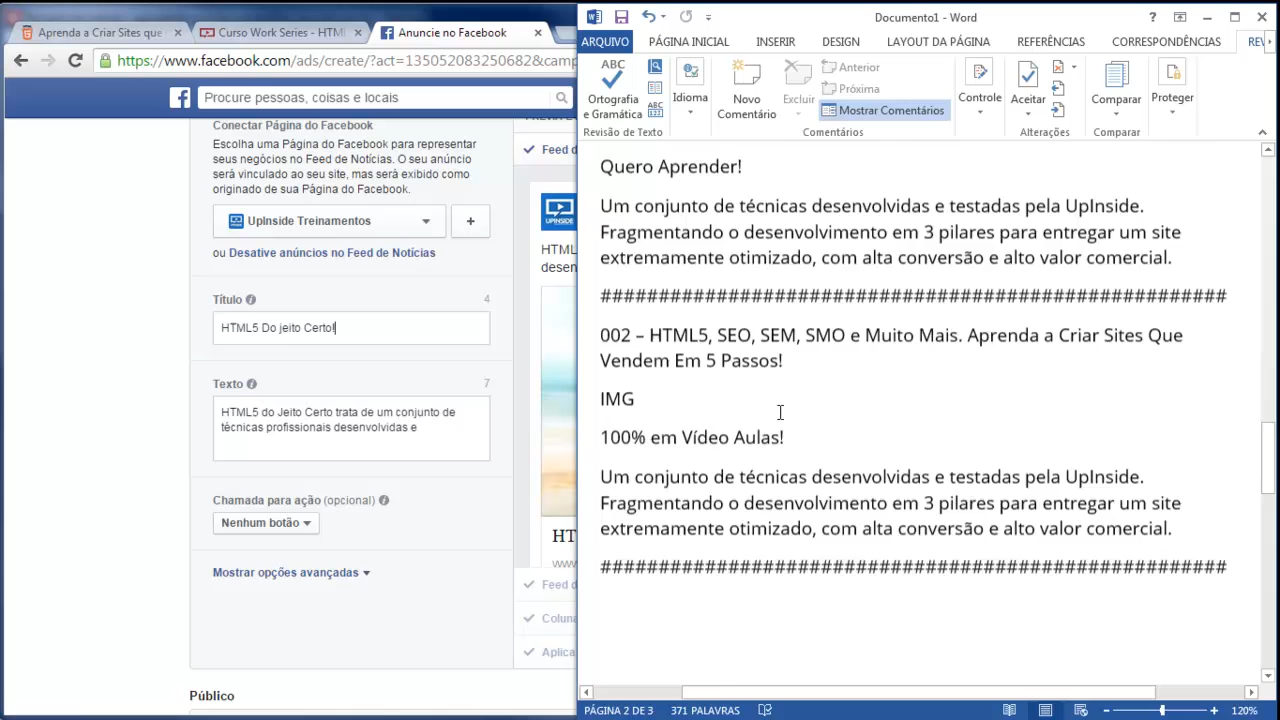 Aprenda a Criar Sites que
Curso Work Series - HTML
Anuncie no Facebook
https://www.facebook.com/ads/create/?act=135052083250682&camp
Procure pessoas, coisas e locais
Conectar Página do Facebook
Escolha uma Página do Facebook para representar
seus negócios no Feed de Notícias. O seu anúncio
será vinculado ao seu site, mas será exibido como
originado de sua Página do Facebook.
UpInside Treinamentos
+
ou Desative anúncios no Feed de Notícias
Título
4
HTML5 Do jeito Certo!
Texto
7
HTML5 do Jeito Certo trata de um conjunto de
técnicas profissionais desenvolvidas e
Chamada para ação (opcional)
Nenhum botão
Mostrar opções avançadas
Público
Feed d
UPINSIDE
HTML5
desen
HT
www
Feed d
Coluna
Aplica
Documento1 - Word
ARQUIVO
PÁGINA INICIAL
INSERIR
DESIGN
LAYOUT DA PÁGINA
REFERÊNCIAS
CORRESPONDÊNCIAS
REV
ABC
Ortografia
e Gramática
ABC
123
Revisão de Texto
Idioma
Novo
Comentário
Excluir
Anterior
Próxima
Mostrar Comentários
Comentários
Controle
Aceitar
Alterações
Comparar
Comparar
Proteger
Quero Aprender!
Um conjunto de técnicas desenvolvidas e testadas pela UpInside.
Fragmentando o desenvolvimento em 3 pilares para entregar um site
extremamente otimizado, com alta conversão e alto valor comercial.
######################################################
002 – HTML5, SEO, SEM, SMO e Muito Mais. Aprenda a Criar Sites Que
Vendem Em 5 Passos!
IMG
100% em Vídeo Aulas!
Um conjunto de técnicas desenvolvidas e testadas pela UpInside.
Fragmentando o desenvolvimento em 3 pilares para entregar um site
extremamente otimizado, com alta conversão e alto valor comercial.
######################################################
PÁGINA 2 DE 3
371 PALAVRAS
120%